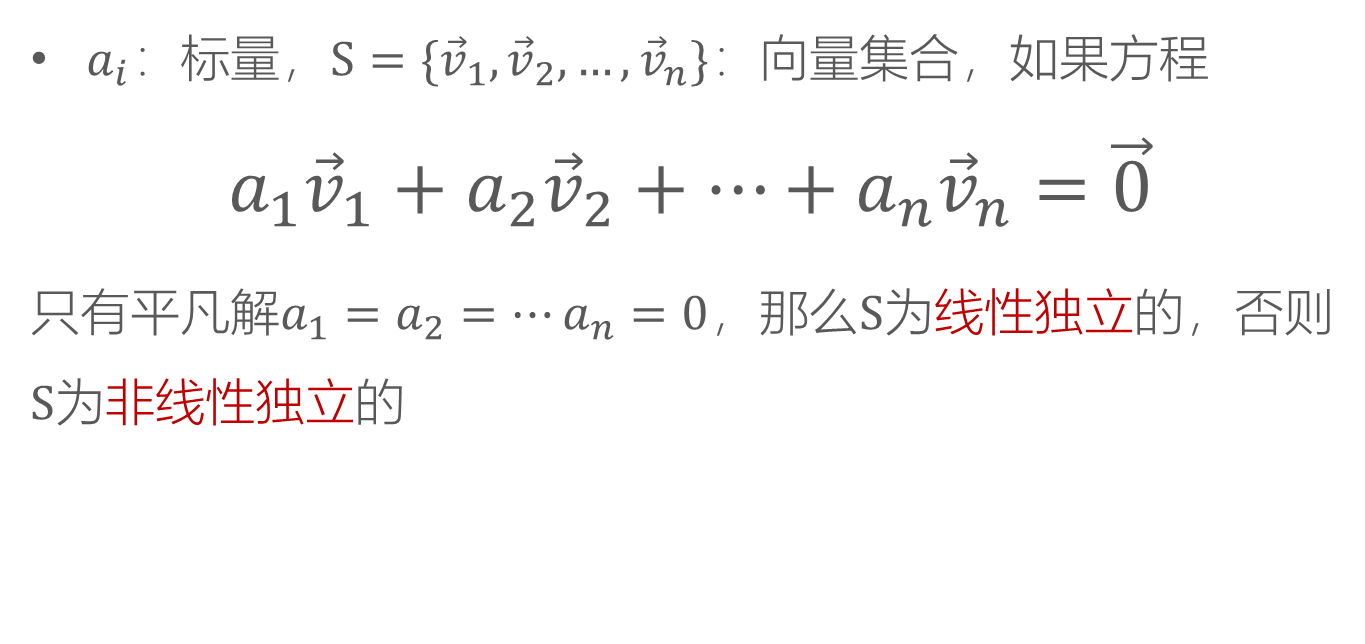 • aᵢ：标量，S = {v⃗₁, v⃗₂, …, v⃗ₙ}：向量集合，如果方程
a₁v⃗₁ + a₂v⃗₂ + ⋯ + aₙv⃗ₙ = 0⃗
只有平凡解a₁ = a₂ = ⋯ aₙ = 0，那么S为线性独立的，否则
S为非线性独立的